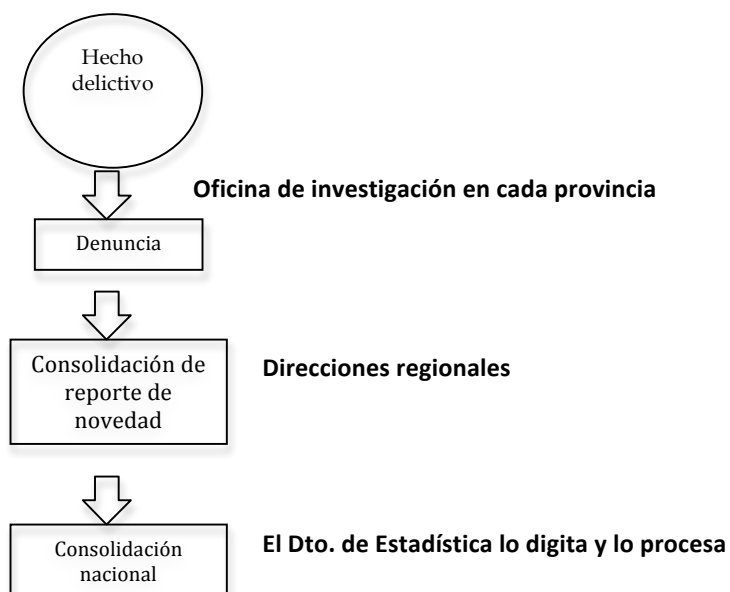 Hecho
delictivo
Oficina de investigación en cada provincia
Denuncia
Consolidación de
reporte de
novedad
Direcciones regionales
El Dto. de Estadística lo digita y lo procesa
Consolidación
nacional